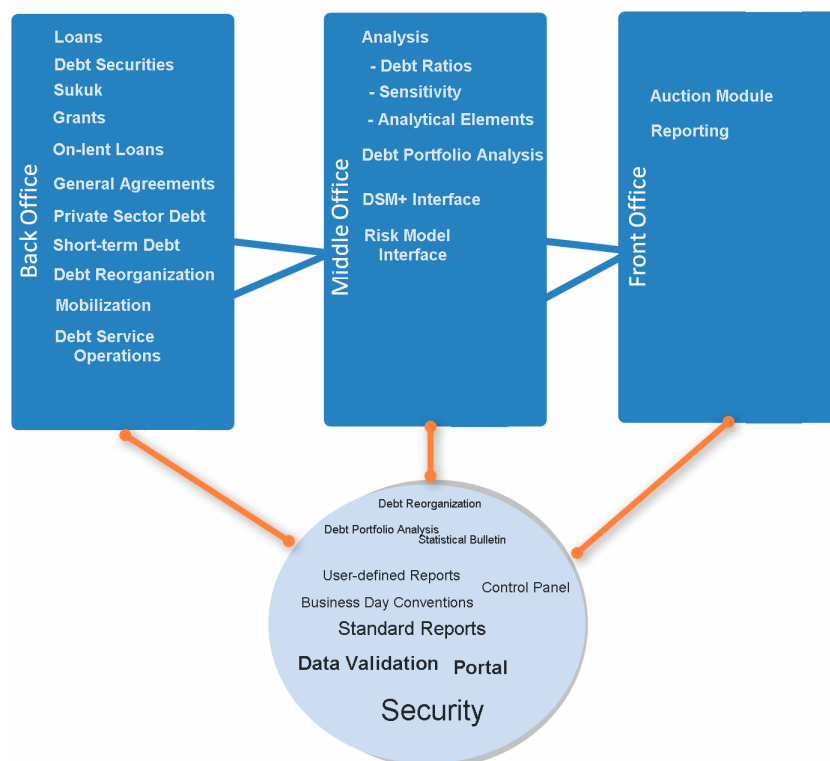 Back Office
Loans
Debt Securities
Sukuk
Grants
On-lent Loans
General Agreements
Private Sector Debt
Short-term Debt
Debt Reorganization
Mobilization
Debt Service
Operations
Middle Office
Analysis
- Debt Ratios
- Sensitivity
- Analytical Elements
Debt Portfolio Analysis
DSM+ Interface
Risk Model
Interface
Front Office
Auction Module
Reporting
Debt Reorganization
Debt Portfolio Analysis
Statistical Bulletin
User-defined Reports
Control Panel
Business Day Conventions
Standard Reports
Data Validation
Portal
Security